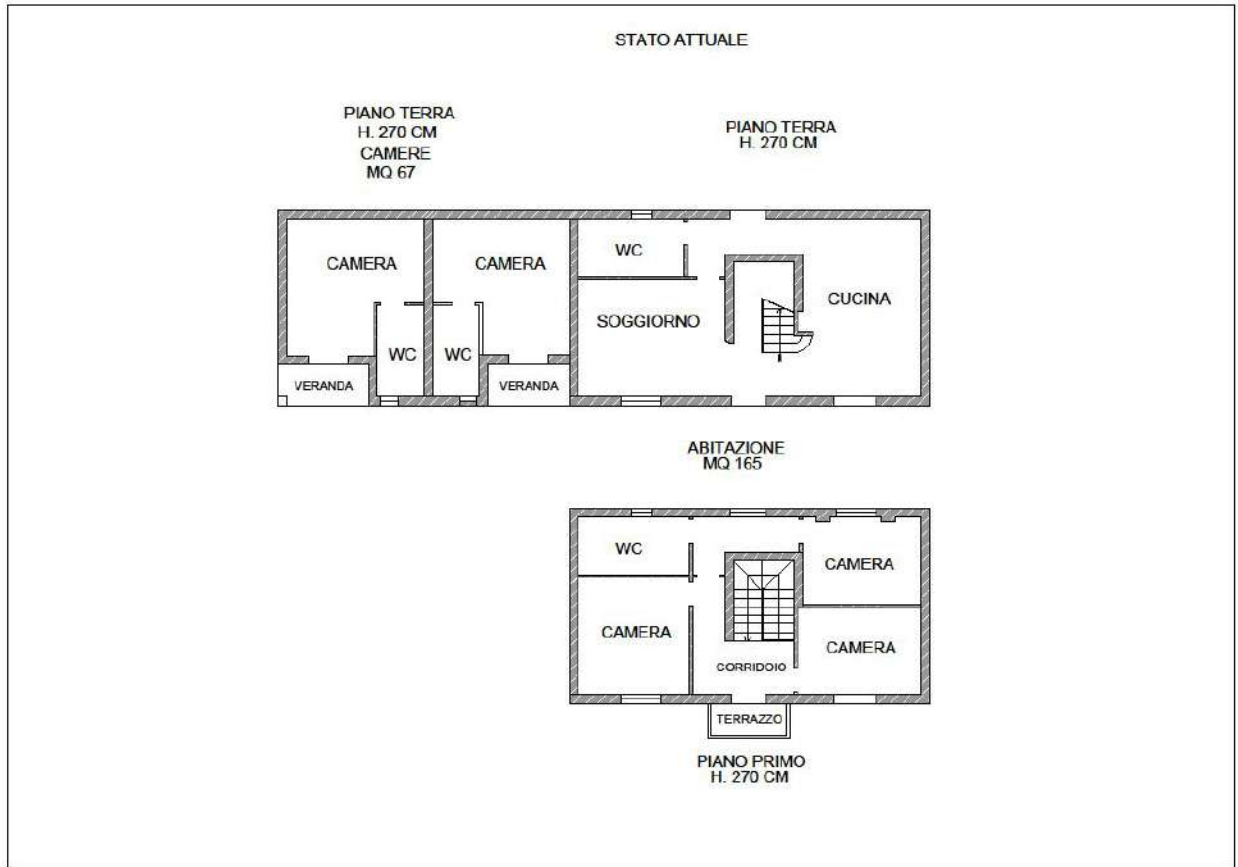 STATO ATTUALE
PIANO TERRA
H. 270 CM
CAMERE
MQ 67
PIANO TERRA
H. 270 CM
CAMERA
CAMERA
WC
CUCINA
SOGGIORNO
WC
WC
VERANDA
VERANDA
ABITAZIONE
MQ 165
WC
CAMERA
CAMERA
CAMERA
CORRIDOIO
TERRAZZO
PIANO PRIMO
H. 270 CM